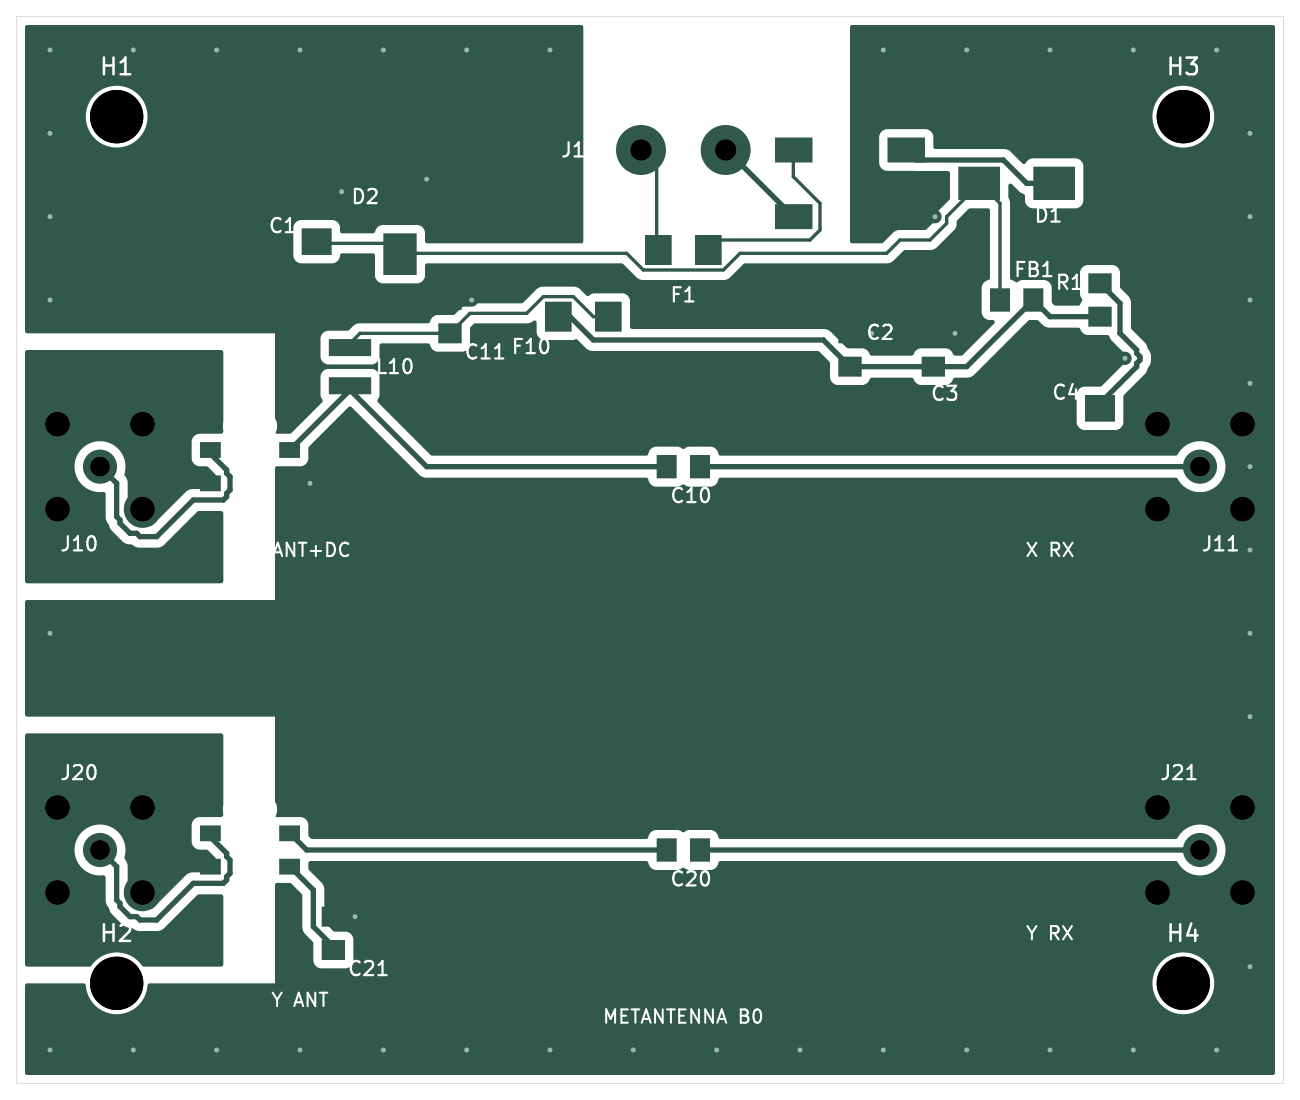 H1
H3
J1
D2
C1
D1
FB1
R1
F1
C2
F10
C11
L10
C3
C4
C10
J10
ANT+DC
X RX
J11
J20
J21
C20
H2
Y RX
H4
C21
Y ANT
METANTENNA B0